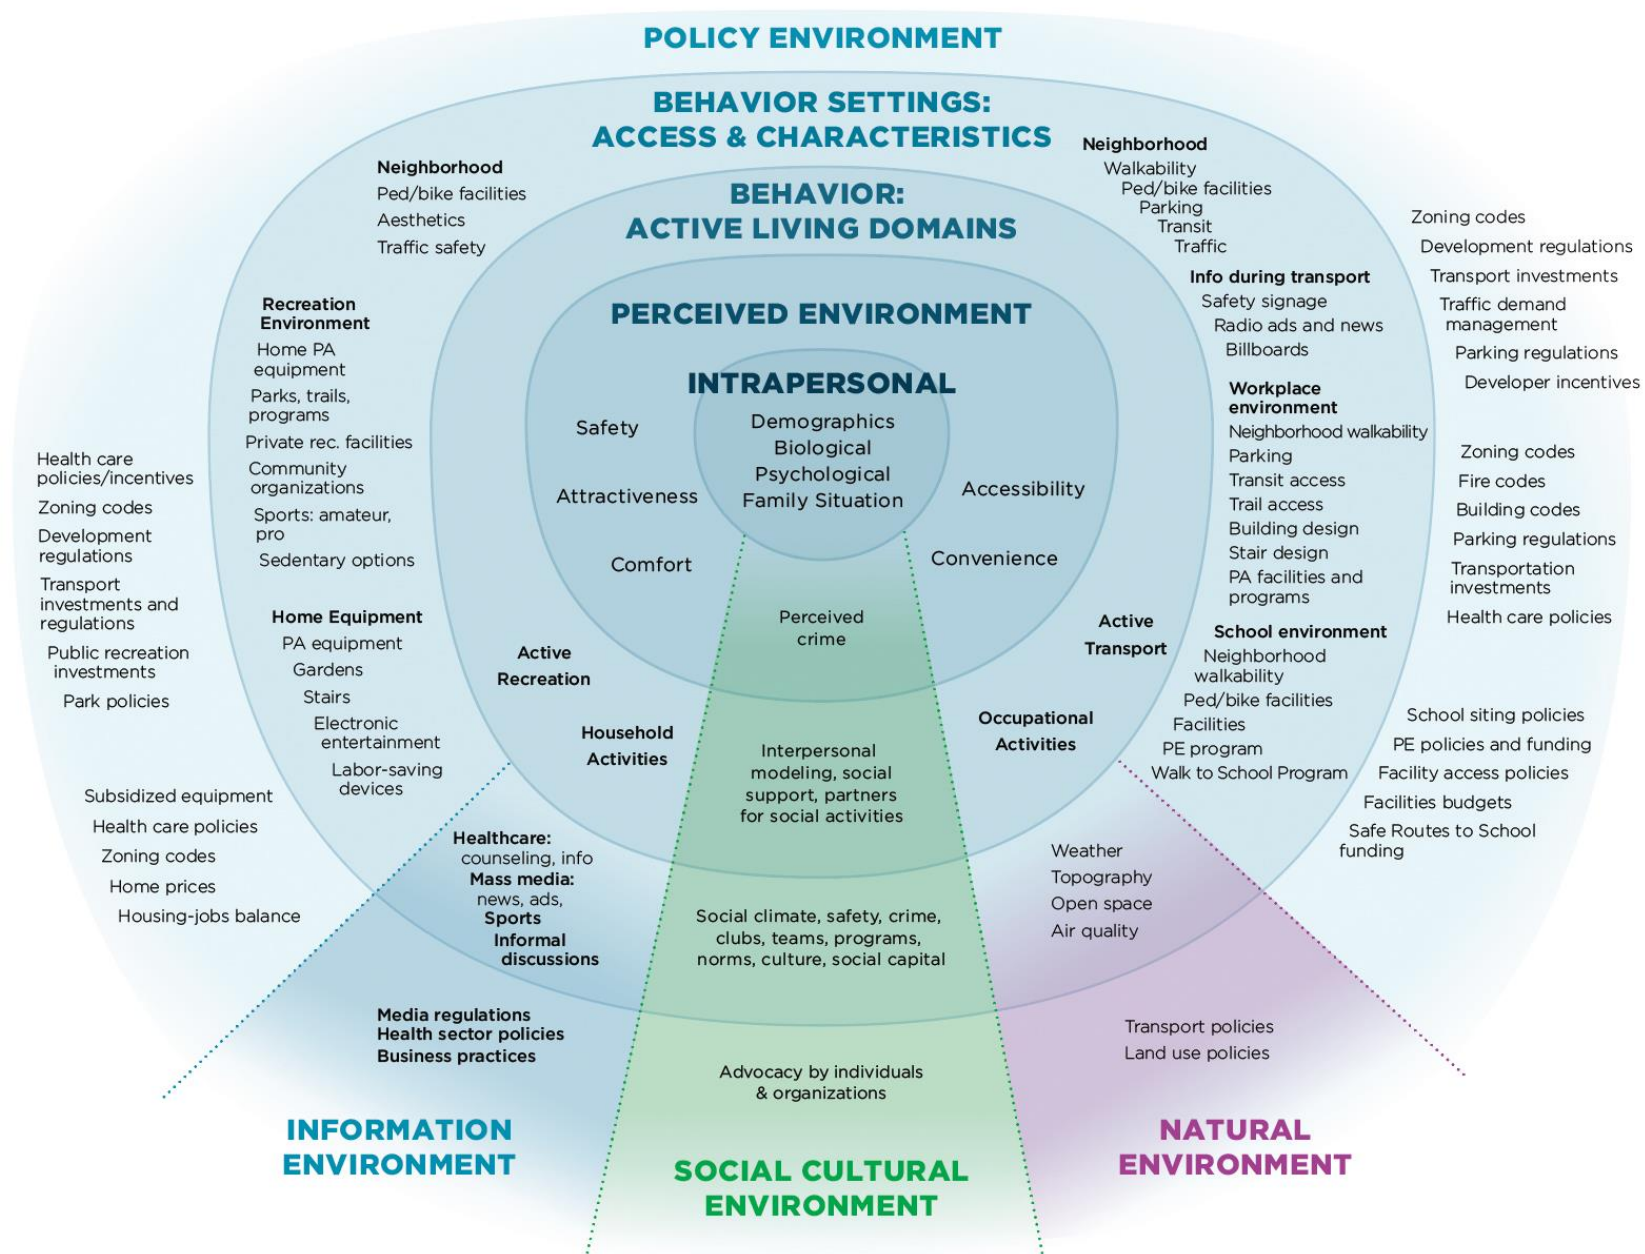 POLICY ENVIRONMENT
BEHAVIOR SETTINGS:
ACCESS & CHARACTERISTICS
BEHAVIOR:
ACTIVE LIVING DOMAINS
PERCEIVED ENVIRONMENT
INTRAPERSONAL
Demographics
Biological
Psychological
Family Situation
Safety
Attractiveness
Comfort
Accessibility
Convenience
Perceived
crime
Active
Recreation
Household
Activities
Active
Transport
Occupational
Activities
Interpersonal
modeling, social
support, partners
for social activities
Neighborhood
Ped/bike facilities
Aesthetics
Traffic safety
Recreation
Environment
Home PA
equipment
Parks, trails,
programs
Private rec. facilities
Community
organizations
Sports: amateur,
pro
Sedentary options
Home Equipment
PA equipment
Gardens
Stairs
Electronic
entertainment
Labor-saving
devices
Neighborhood
Walkability
Ped/bike facilities
Parking
Transit
Traffic
Info during transport
Safety signage
Radio ads and news
Billboards
Workplace
environment
Neighborhood walkability
Parking
Transit access
Trail access
Building design
Stair design
PA facilities and
programs
School environment
Neighborhood
walkability
Ped/bike facilities
Facilities
PE program
Walk to School Program
Health care
policies/incentives
Zoning codes
Development
regulations
Transport
investments and
regulations
Public recreation
investments
Park policies
Subsidized equipment
Health care policies
Zoning codes
Home prices
Housing-jobs balance
Zoning codes
Development regulations
Transport investments
Traffic demand
management
Parking regulations
Developer incentives
Zoning codes
Fire codes
Building codes
Parking regulations
Transportation
investments
Health care policies
School siting policies
PE policies and funding
Facility access policies
Facilities budgets
Safe Routes to School
funding
Healthcare:
counseling, info
Mass media:
news, ads,
Sports
Informal
discussions
Media regulations
Health sector policies
Business practices
INFORMATION
ENVIRONMENT
Social climate, safety, crime,
clubs, teams, programs,
norms, culture, social capital
Advocacy by individuals
& organizations
SOCIAL CULTURAL
ENVIRONMENT
Weather
Topography
Open space
Air quality
Transport policies
Land use policies
NATURAL
ENVIRONMENT